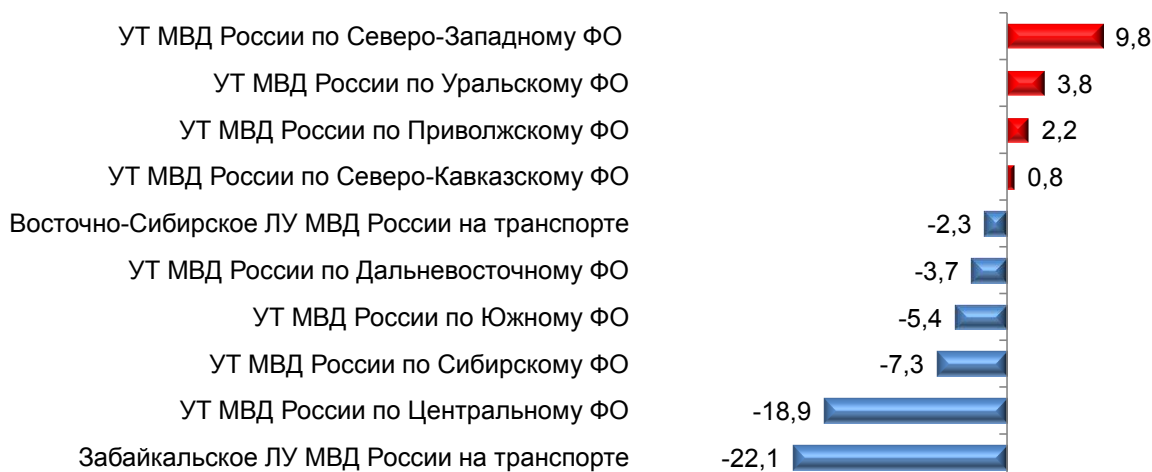 УТ МВД России по Северо-Западному ФО 9,8
УТ МВД России по Уральскому ФО 3,8
УТ МВД России по Приволжскому ФО 2,2
УТ МВД России по Северо-Кавказскому ФО 0,8
Восточно-Сибирское ЛУ МВД России на транспорте -2,3
УТ МВД России по Дальневосточному ФО -3,7
УТ МВД России по Южному ФО -5,4
УТ МВД России по Сибирскому ФО -7,3
УТ МВД России по Центральному ФО -18,9
Забайкальское ЛУ МВД России на транспорте -22,1